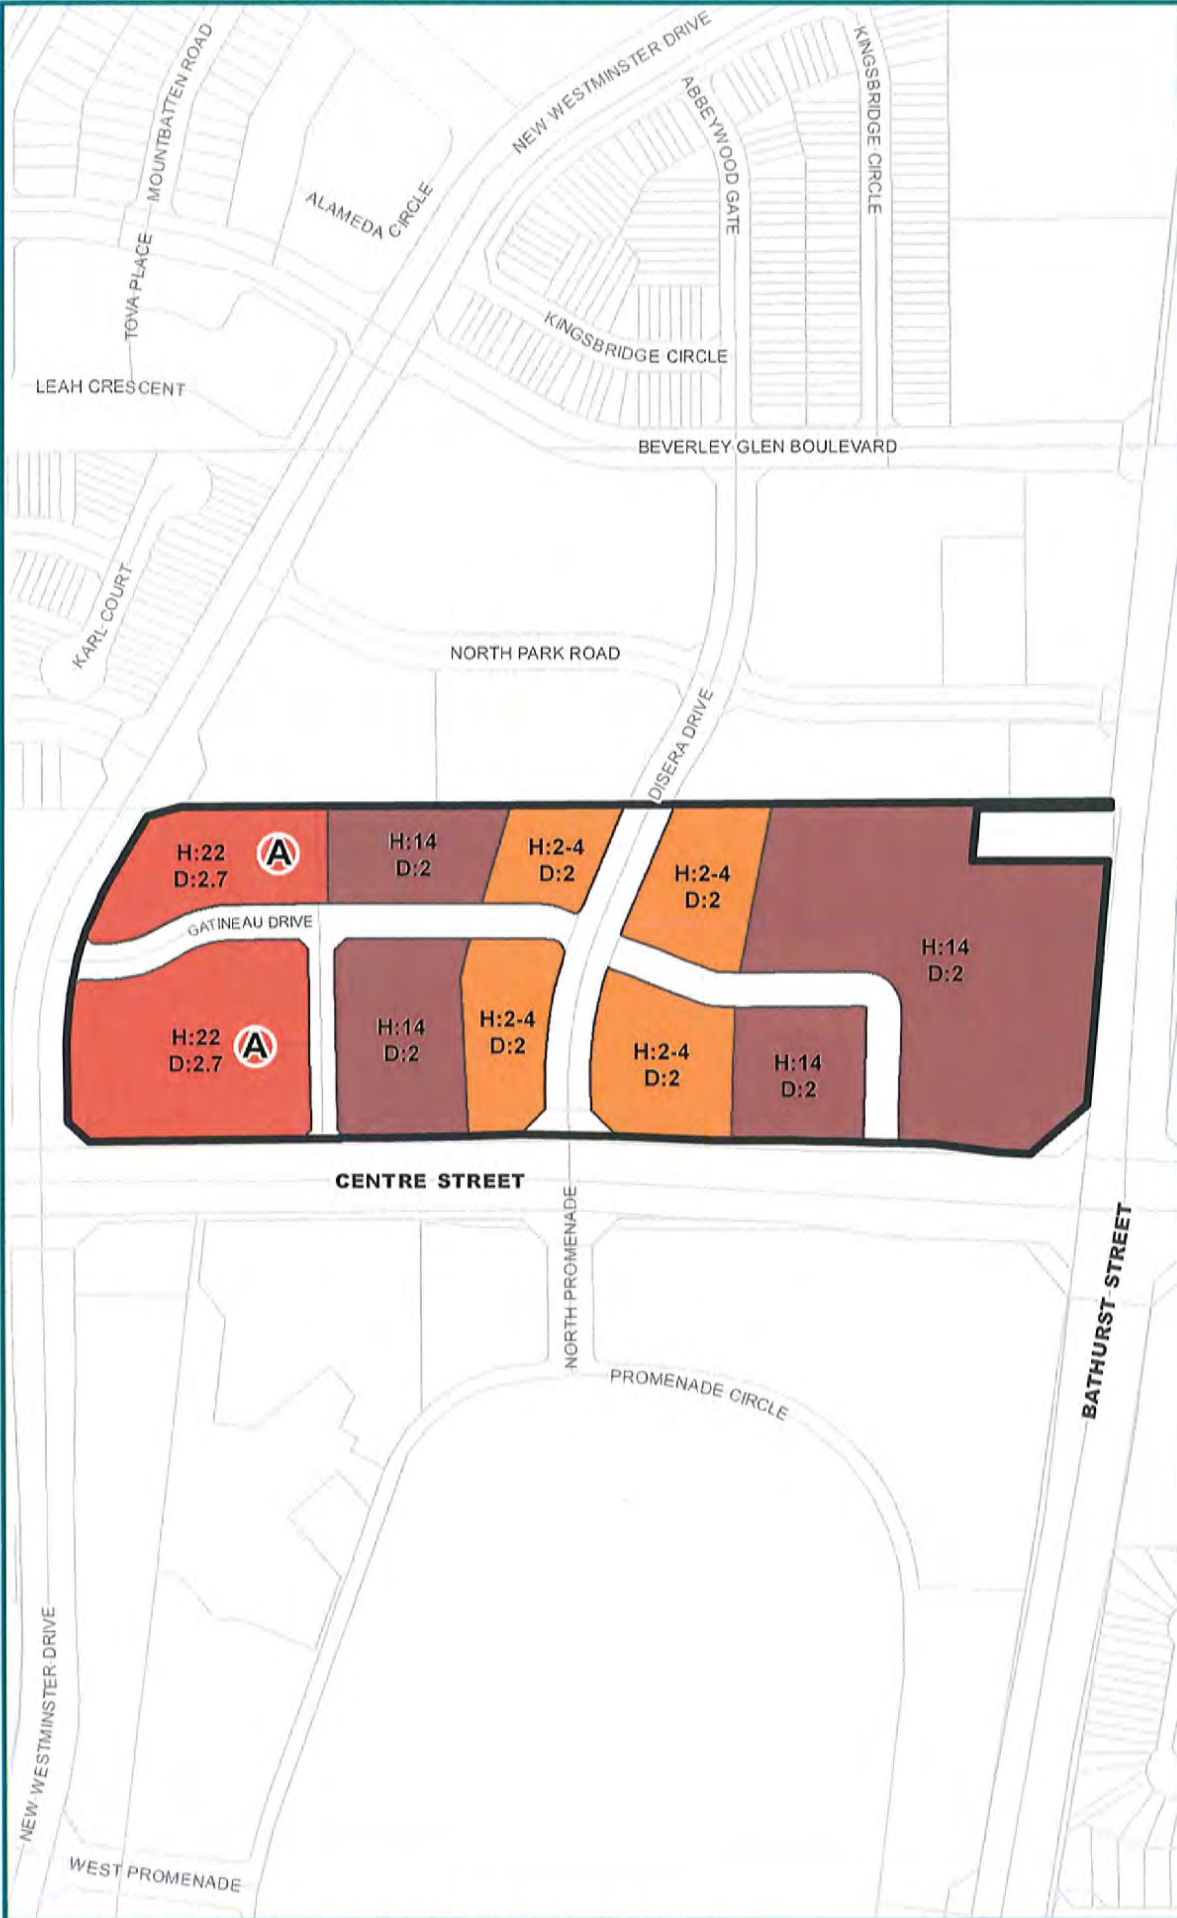 MOUNTBATTEN ROAD
NEW WESTMINSTER DRIVE
KINGSBRIDGE CIRCLE
ABBEYWOOD GATE
ALAMEDA CIRCLE
TOVA PLACE
KINGSBRIDGE CIRCLE
LEAH CRESCENT
BEVERLEY GLEN BOULEVARD
KARL COURT
NORTH PARK ROAD
DISERA DRIVE
H:22
D:2.7
A
H:14
D:2
H:2-4
D:2
H:2-4
D:2
GATINEAU DRIVE
H:14
D:2
H:22
D:2.7
A
H:14
D:2
H:2-4
D:2
H:2-4
D:2
H:14
D:2
CENTRE STREET
NORTH PROMENADE
BATHURST STREET
PROMENADE CIRCLE
NEW WESTMINSTER DRIVE
WEST PROMENADE